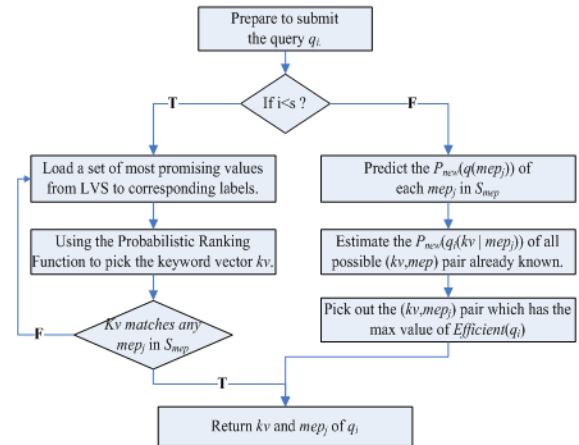 Prepare to submit
the query qi.
If i<s ?
T
F
Load a set of most promising values
from LVS to corresponding labels.
Predict the Pnew(q(mepj)) of
each mepj in Smep
Using the Probabilistic Ranking
Function to pick the keyword vector kv.
Estimate the Pnew(qi(kv | mepj)) of all
possible (kv,mep) pair already known.
Kv matches any
mepj in Smep
F
T
Pick out the (kv,mepj) pair which has the
max value of Efficient(qi)
Return kv and mepj of qi